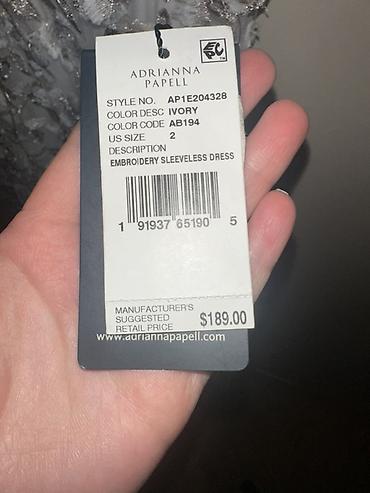 EPC
ADRIANNA
PAPELL
STYLE NO. AP1E204328
COLOR DESC IVORY
COLOR CODE AB194
US SIZE 2
DESCRIPTION
EMBROIDERY SLEEVELESS DRESS
1 91937 65190 5
MANUFACTURER'S
SUGGESTED
RETAIL PRICE $189.00
www.adriannapapell.com